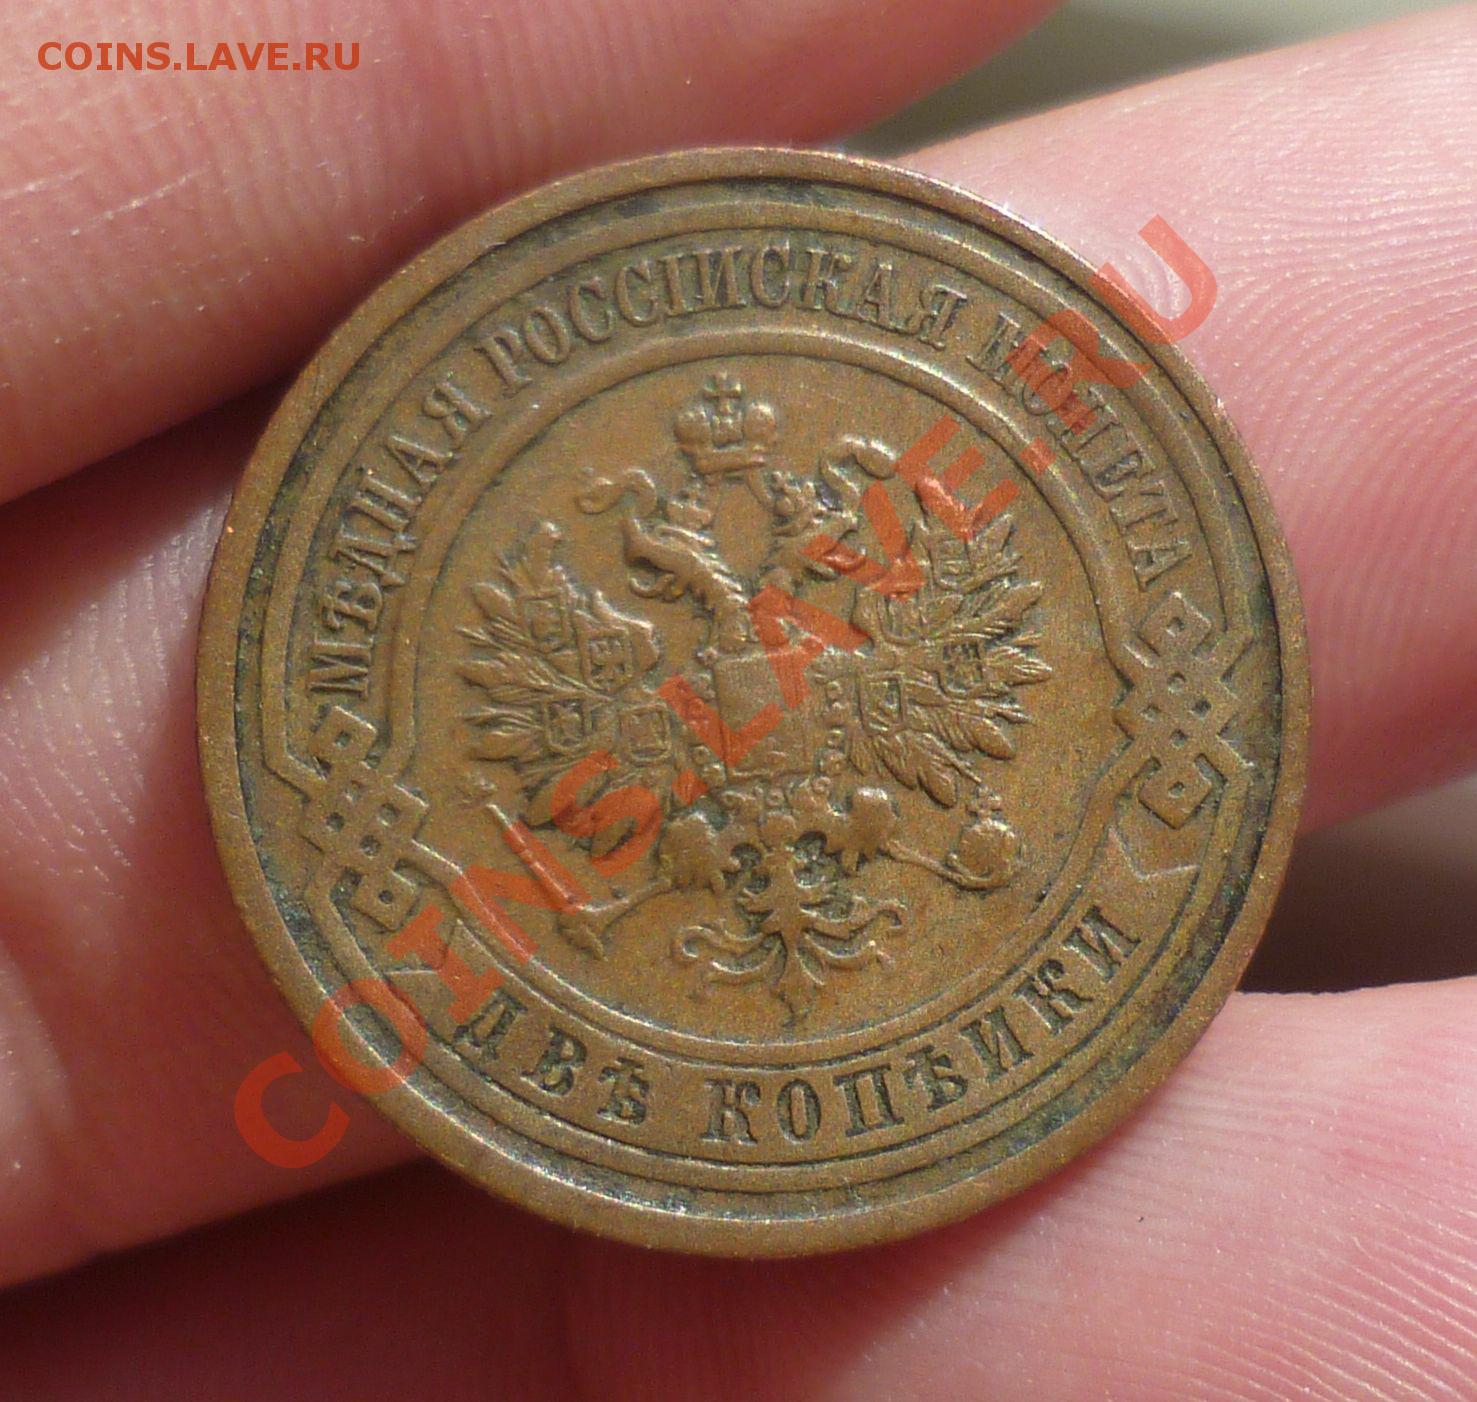 COINS.LAVE.RU
МѢДНАЯ РОССІЙСКАЯ МОНЕТА
ДВѢ КОПѢЙКИ
COINS.LAVE.RU